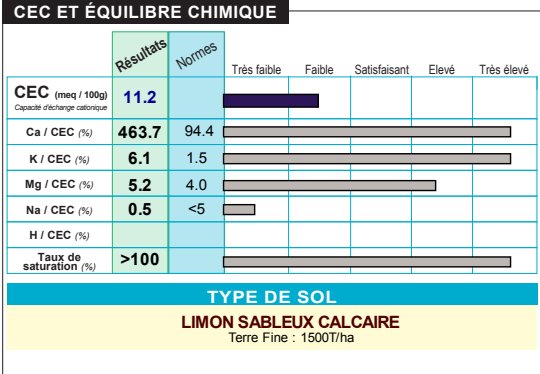 CEC ET ÉQUILIBRE CHIMIQUE
Résultats Normes
Très faible Faible Satisfaisant Elevé Très élevé
CEC (meq / 100g) 11.2
Capacité d'échange cationique
Ca / CEC (%) 463.7 94.4
K / CEC (%) 6.1 1.5
Mg / CEC (%) 5.2 4.0
Na / CEC (%) 0.5 <5
H / CEC (%)
Taux de
saturation (%) >100
TYPE DE SOL
LIMON SABLEUX CALCAIRE
Terre Fine : 1500T/ha